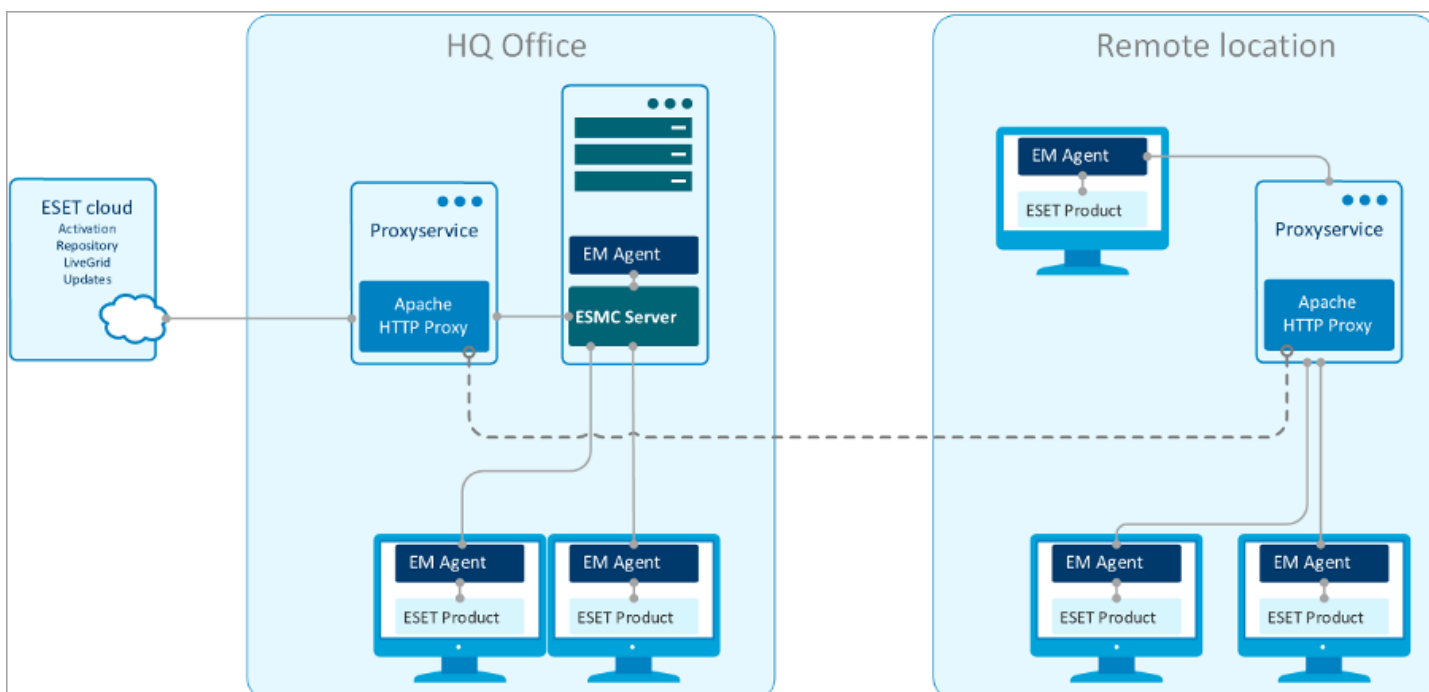 HQ Office
Remote location
ESET cloud
Activation
Repository
LiveGrid
Updates
Proxyservice
Apache
HTTP Proxy
EM Agent
ESMC Server
EM Agent
ESET Product
EM Agent
ESET Product
EM Agent
ESET Product
Proxyservice
Apache
HTTP Proxy
EM Agent
ESET Product
EM Agent
ESET Product